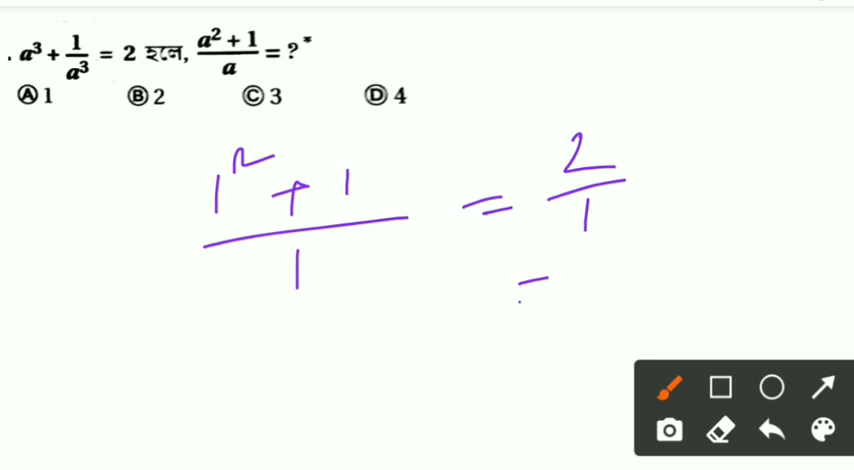 . a³ + 1/a³ = 2 হলে, (a² + 1)/a = ? *
Ⓐ 1 Ⓑ 2 Ⓒ 3 Ⓓ 4
(1² + 1)/1 = 2/1
=